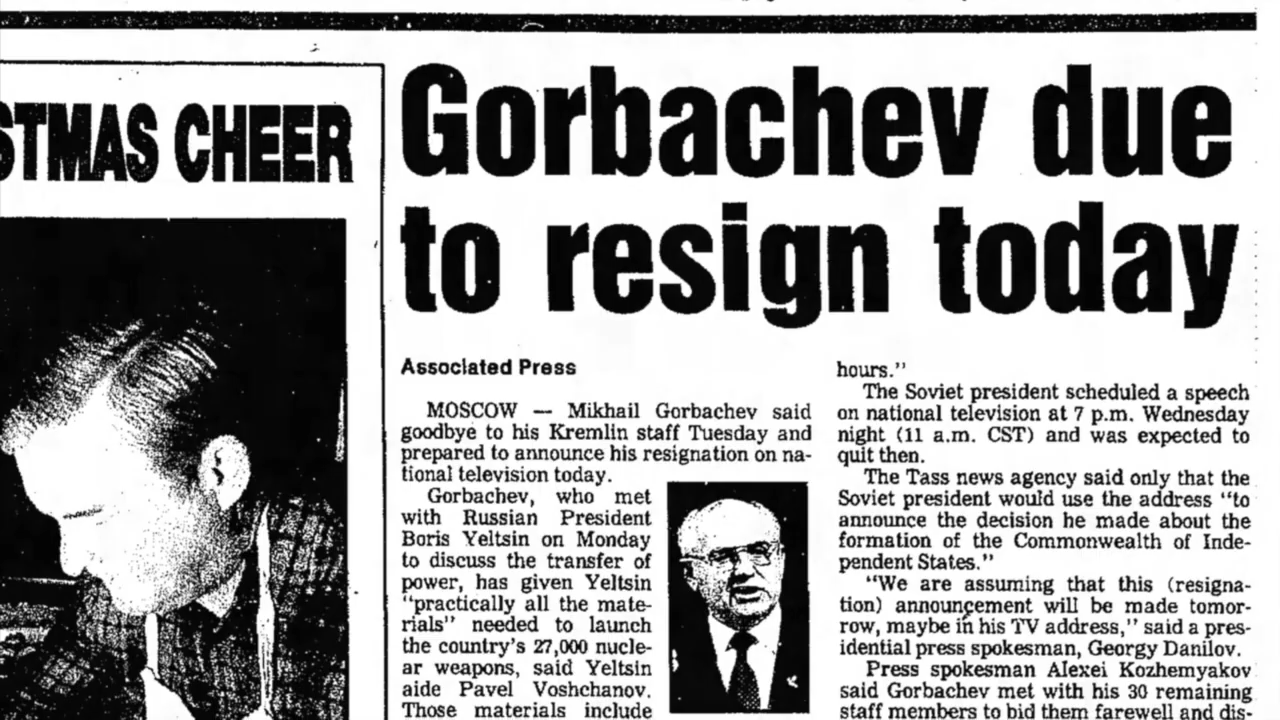 STMAS CHEER
Gorbachev due
to resign today
Associated Press
MOSCOW — Mikhail Gorbachev said
goodbye to his Kremlin staff Tuesday and
prepared to announce his resignation on na-
tional television today.
Gorbachev, who met
with Russian President
Boris Yeltsin on Monday
to discuss the transfer of
power, has given Yeltsin
"practically all the mate-
rials" needed to launch
the country's 27,000 nucle-
ar weapons, said Yeltsin
aide Pavel Voshchanov.
Those materials include
hours."
The Soviet president scheduled a speech
on national television at 7 p.m. Wednesday
night (11 a.m. CST) and was expected to
quit then.
The Tass news agency said only that the
Soviet president would use the address "to
announce the decision he made about the
formation of the Commonwealth of Inde-
pendent States."
"We are assuming that this (resigna-
tion) announcement will be made tomor-
row, maybe in his TV address," said a pres-
idential press spokesman, Georgy Danilov.
Press spokesman Alexei Kozhemyakov
said Gorbachev met with his 30 remaining
staff members to bid them farewell and dis-